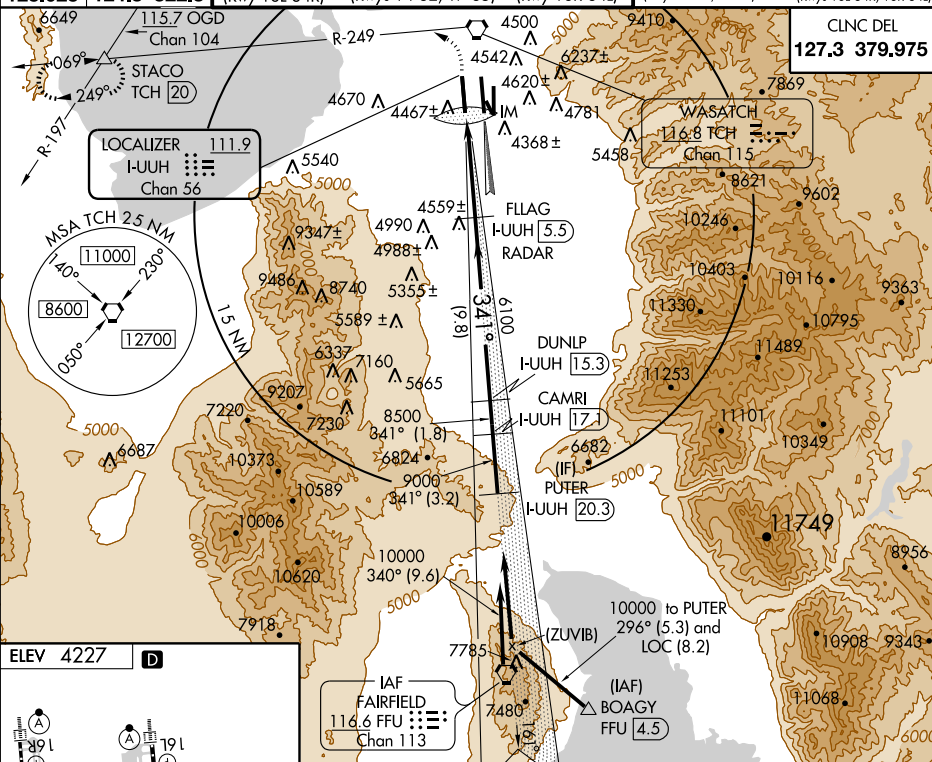 CLNC DEL
127.3 379.975
6649
115.7 OGD
Chan 104
R-249
4500
9410
069°
249°
STACO
TCH 20
R-197
4542
6237±
4620±
7869
4670
4467±
IM
4781
4368±
5458
WASATCH
116.8 TCH
Chan 115
LOCALIZER 111.9
I-UUH
Chan 56
5540
5000
8621
9602
MSA TCH 25 NM
11000
140°
230°
8600
12700
050°
9347±
4559±
4990
4988±
FLLAG
I-UUH 5.5
RADAR
10246
9486
8740
5355±
10403
10116
9363
15 NM
5589 ±
(9.8)
341°
6100
11330
10795
11489
6337
7160
5665
DUNLP
I-UUH 15.3
11253
9207
7220
7230
8500
341° (1.8)
CAMRI
I-UUH 17.1
11101
10349
5000
6687
6824
6682
5000
10373
9000
341° (3.2)
(IF)
PUTER
I-UUH 20.3
10589
10006
11749
10620
10000
340° (9.6)
8956
5000
7918
10000 to PUTER
296° (5.3) and
LOC (8.2)
(ZUVIB)
7785
10908
9343
ELEV 4227
D
IAF
FAIRFIELD
116.6 FFU
Chan 113
7480
161°
(IAF)
BOAGY
FFU 4.5
11068
6000
A
A
16R
16L